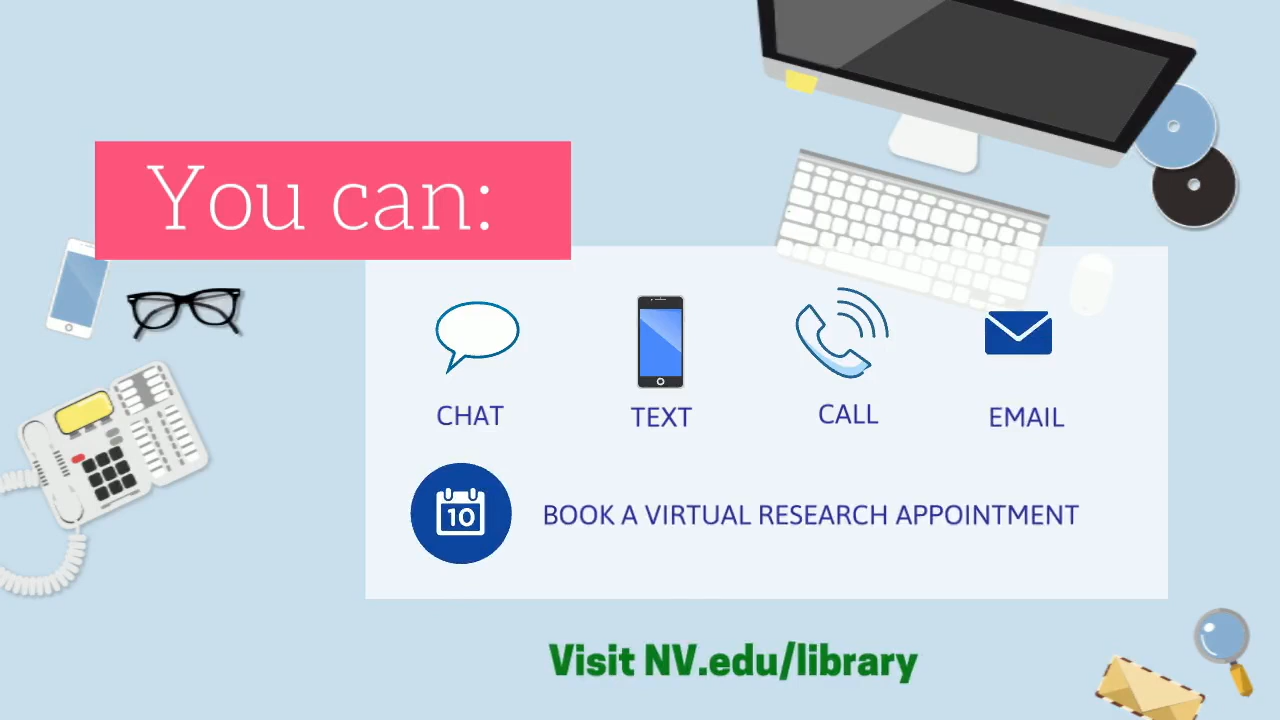 You can:
CHAT
TEXT
CALL
EMAIL
10
BOOK A VIRTUAL RESEARCH APPOINTMENT
Visit NV.edu/library